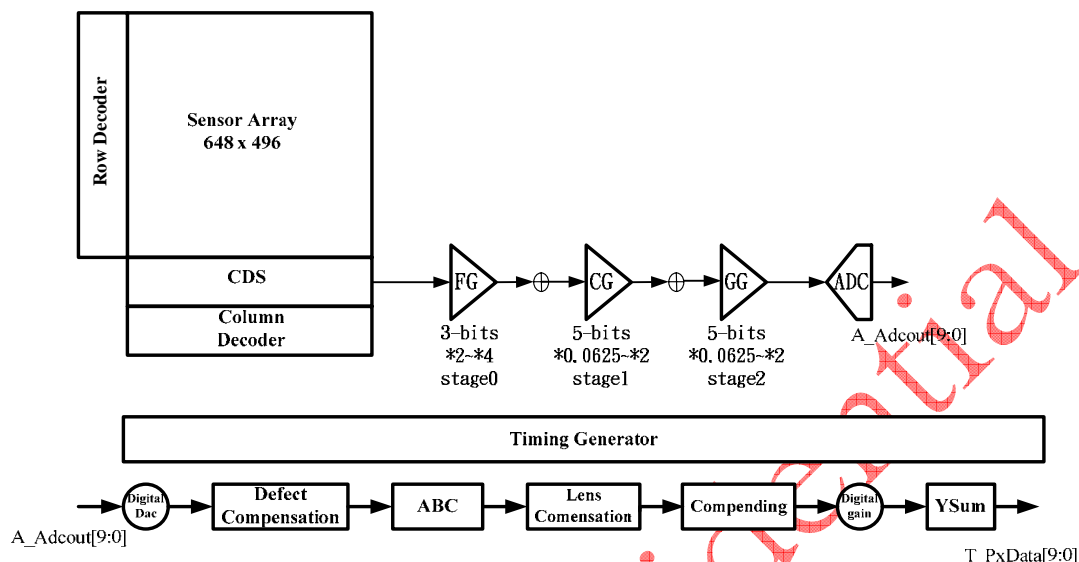 Row Decoder
Sensor Array
648 x 496
CDS
Column
Decoder
FG
CG
GG
ADC
3-bits
*2~*4
stage0
5-bits
*0.0625~*2
stage1
5-bits
*0.0625~*2
stage2
A_Adcout[9:0]
Timing Generator
A_Adcout[9:0]
Digital
Dac
Defect
Compensation
ABC
Lens
Comensation
Compending
Digital
gain
YSum
T_PxData[9:0]